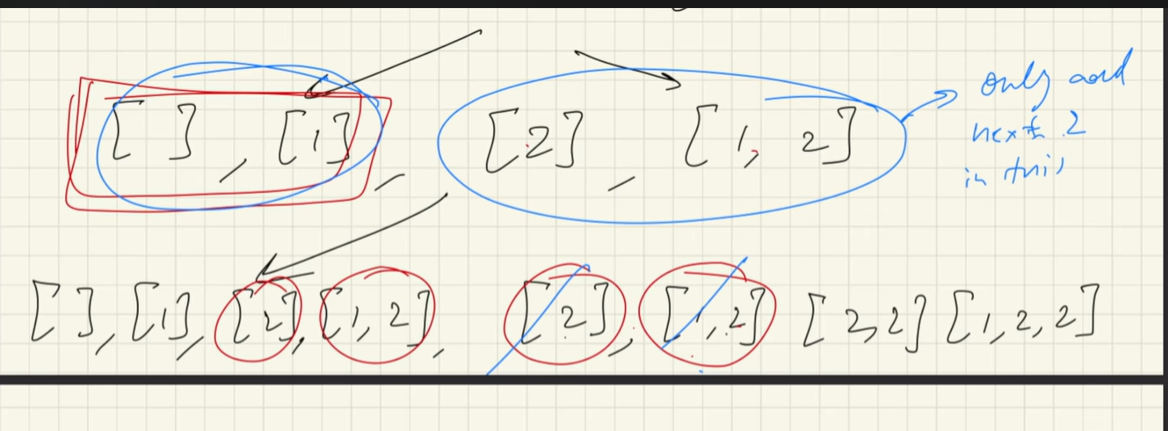 [ ] , [1] , [2] , [1, 2]
only add
next 2
in this
[ ], [1], [2], [1, 2], [2], [1, 2] [2,2] [1, 2, 2]